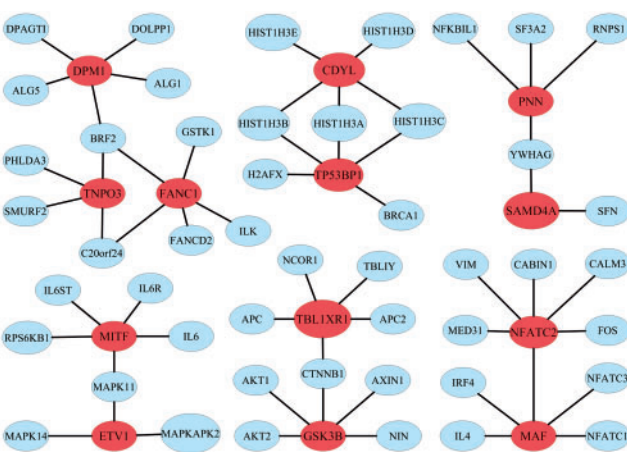 DPAGT1
DOLPP1
DPM1
ALG5
ALG1
BRF2
GSTK1
PHLDA3
TNPO3
FANC1
SMURF2
C20orf24
FANCD2
ILK
HIST1H3E
HIST1H3D
CDYL
HIST1H3B
HIST1H3A
HIST1H3C
H2AFX
TP53BP1
BRCA1
NFKBIL1
SF3A2
RNPS1
PNN
YWHAG
SAMD4A
SFN
IL6ST
IL6R
RPS6KB1
MITF
IL6
MAPK11
MAPK14
ETV1
MAPKAPK2
NCOR1
TBLIY
APC
TBL1XR1
APC2
CTNNB1
AKT1
AXIN1
AKT2
GSK3B
NIN
VIM
CABIN1
CALM3
MED31
NFATC2
FOS
IRF4
NFATC3
IL4
MAF
NFATC1